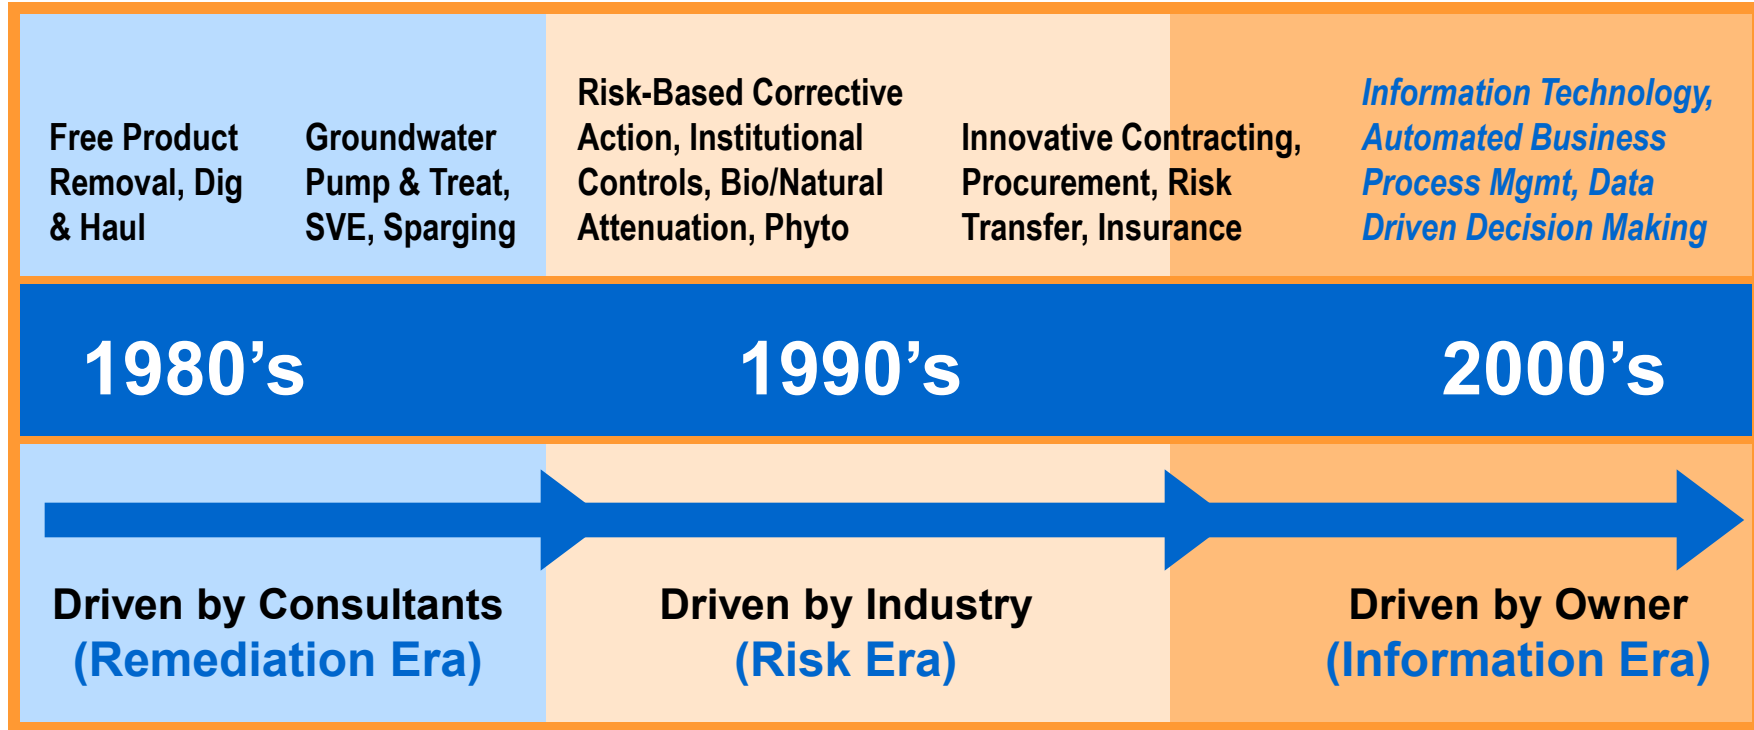 Free Product
Removal, Dig
& Haul
Groundwater
Pump & Treat,
SVE, Sparging
Risk-Based Corrective
Action, Institutional
Controls, Bio/Natural
Attenuation, Phyto
Innovative Contracting,
Procurement, Risk
Transfer, Insurance
Information Technology,
Automated Business
Process Mgmt, Data
Driven Decision Making
1980’s
1990’s
2000’s
Driven by Consultants
(Remediation Era)
Driven by Industry
(Risk Era)
Driven by Owner
(Information Era)